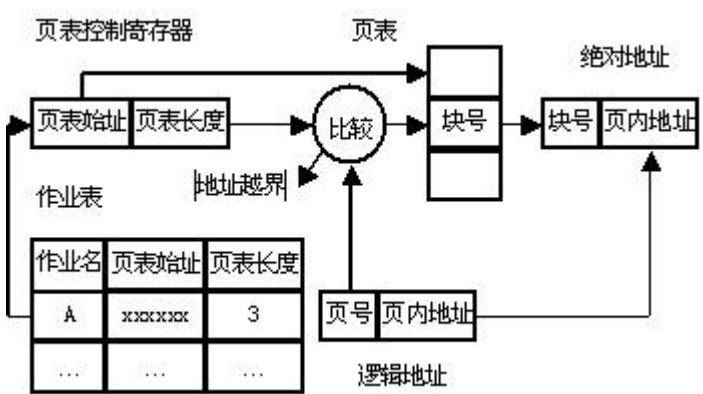 页表控制寄存器 页表
绝对地址
页表始址 页表长度 比较 块号 块号 页内地址
地址越界
作业表
作业名 页表始址 页表长度
A xxxxxx 3 页号 页内地址
... ... ...
逻辑地址